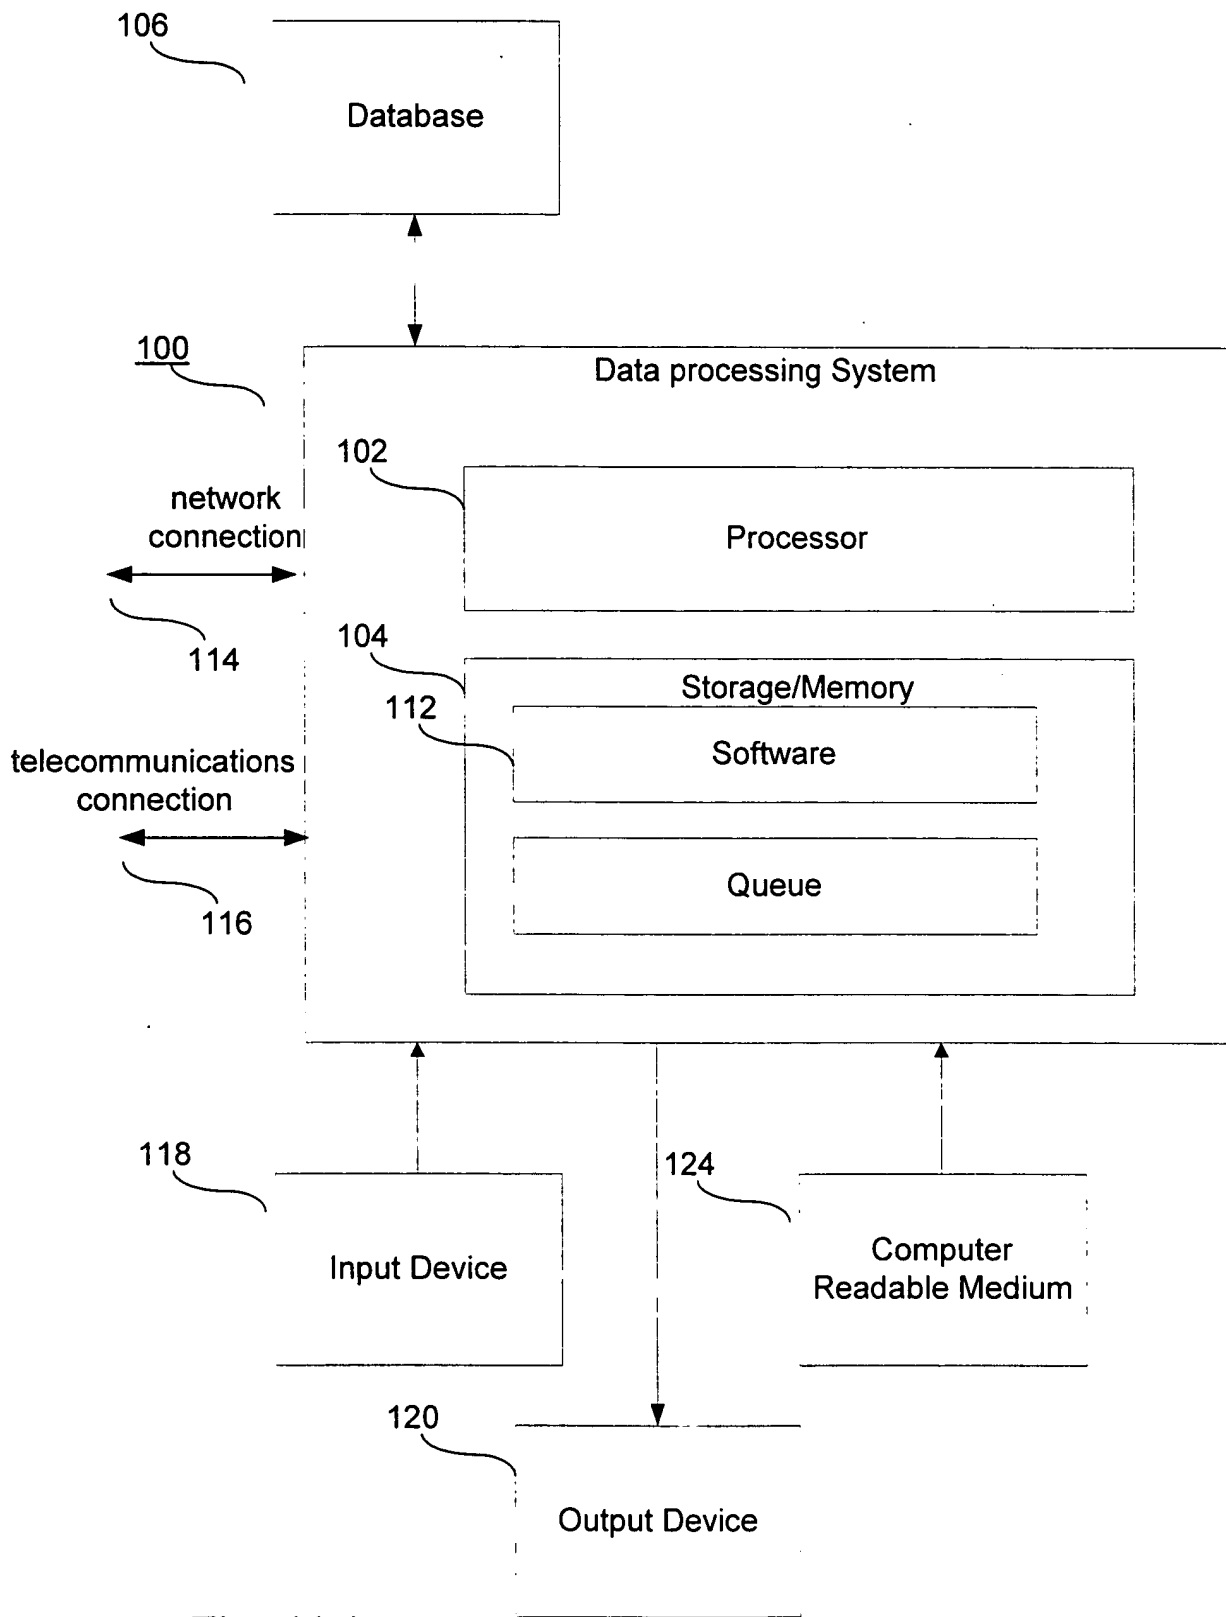 106
Database
100
Data processing System
102
network
connection
Processor
114
104
Storage/Memory
112
Software
telecommunications
connection
Queue
116
118
124
Input Device
Computer
Readable Medium
120
Output Device